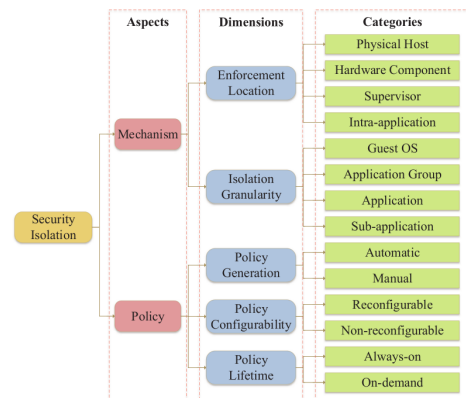 Aspects
Dimensions
Categories
Security
Isolation
Mechanism
Policy
Enforcement
Location
Isolation
Granularity
Policy
Generation
Policy
Configurability
Policy
Lifetime
Physical Host
Hardware Component
Supervisor
Intra-application
Guest OS
Application Group
Application
Sub-application
Automatic
Manual
Reconfigurable
Non-reconfigurable
Always-on
On-demand